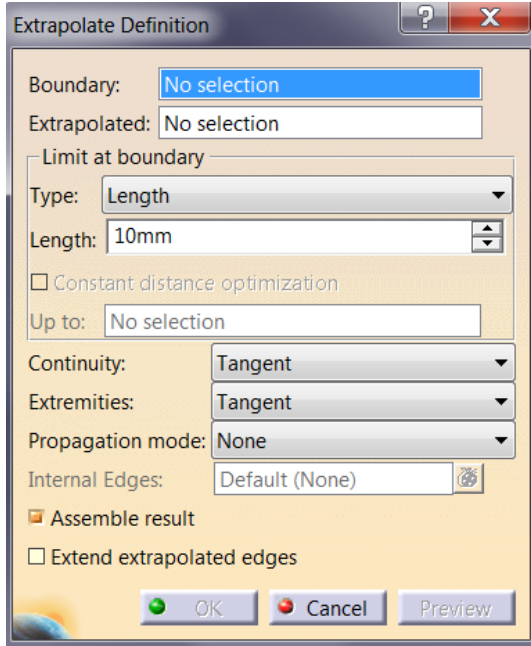 Extrapolate Definition
?
X
Boundary: No selection
Extrapolated: No selection
Limit at boundary
Type: Length
Length: 10mm
Constant distance optimization
Up to: No selection
Continuity: Tangent
Extremities: Tangent
Propagation mode: None
Internal Edges: Default (None)
Assemble result
Extend extrapolated edges
OK Cancel Preview